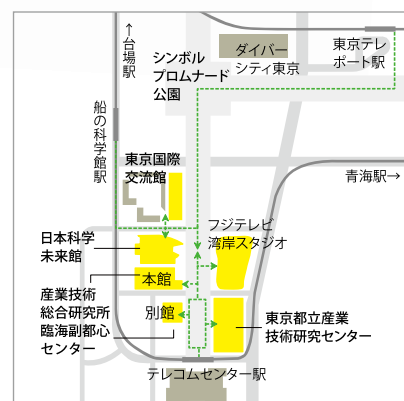 ←台場駅
シンボル
プロムナード
公園
ダイバー
シティ東京
東京テレ
ポート駅
船の科学館駅
東京国際
交流館
青海駅→
フジテレビ
湾岸スタジオ
日本科学
未来館
本館
産業技術
総合研究所
臨海副都心
センター
別館
東京都立産業
技術研究センター
テレコムセンター駅